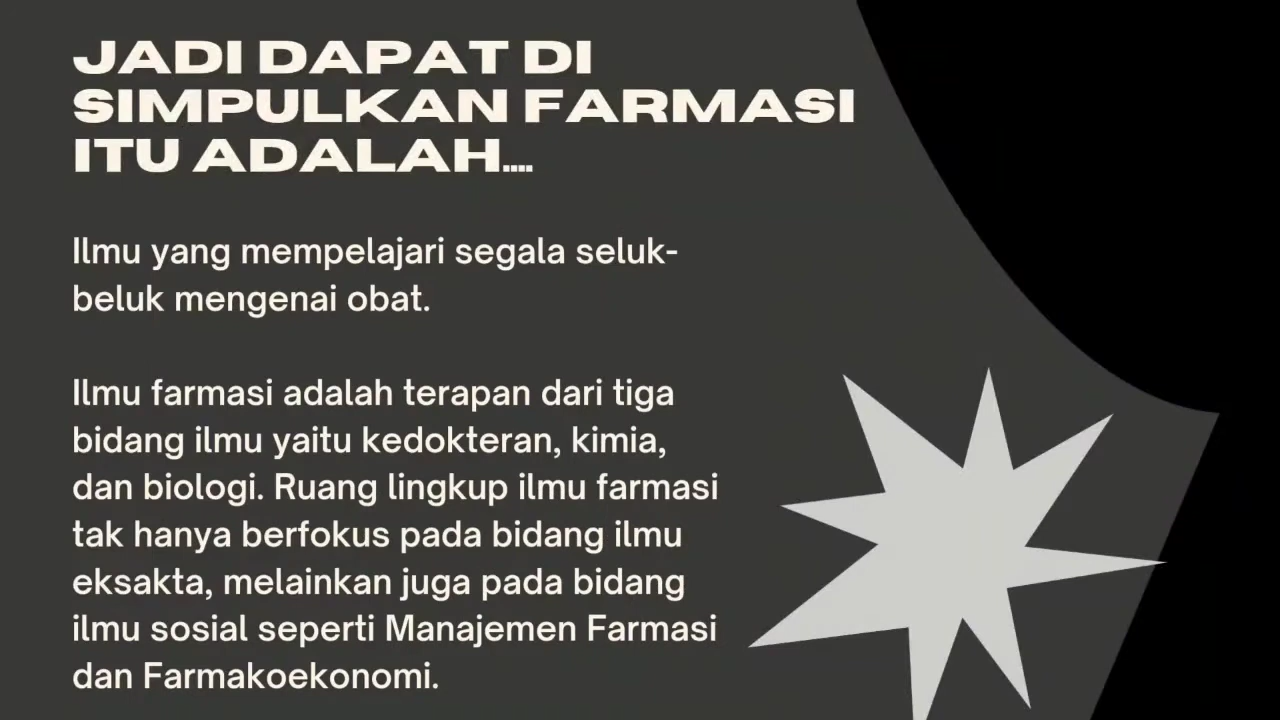 JADI DAPAT DI
SIMPULKAN FARMASI
ITU ADALAH....
Ilmu yang mempelajari segala seluk-
beluk mengenai obat.
Ilmu farmasi adalah terapan dari tiga
bidang ilmu yaitu kedokteran, kimia,
dan biologi. Ruang lingkup ilmu farmasi
tak hanya berfokus pada bidang ilmu
eksakta, melainkan juga pada bidang
ilmu sosial seperti Manajemen Farmasi
dan Farmakoekonomi.